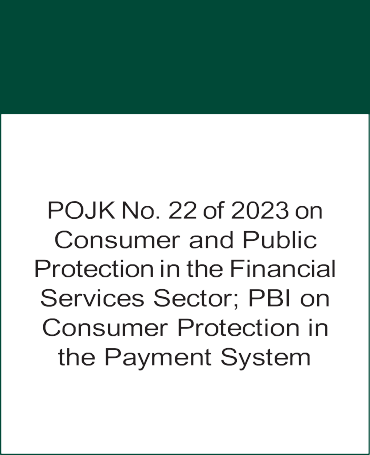 POJK No. 22 of 2023 on
Consumer and Public
Protection in the Financial
Services Sector; PBI on
Consumer Protection in
the Payment System